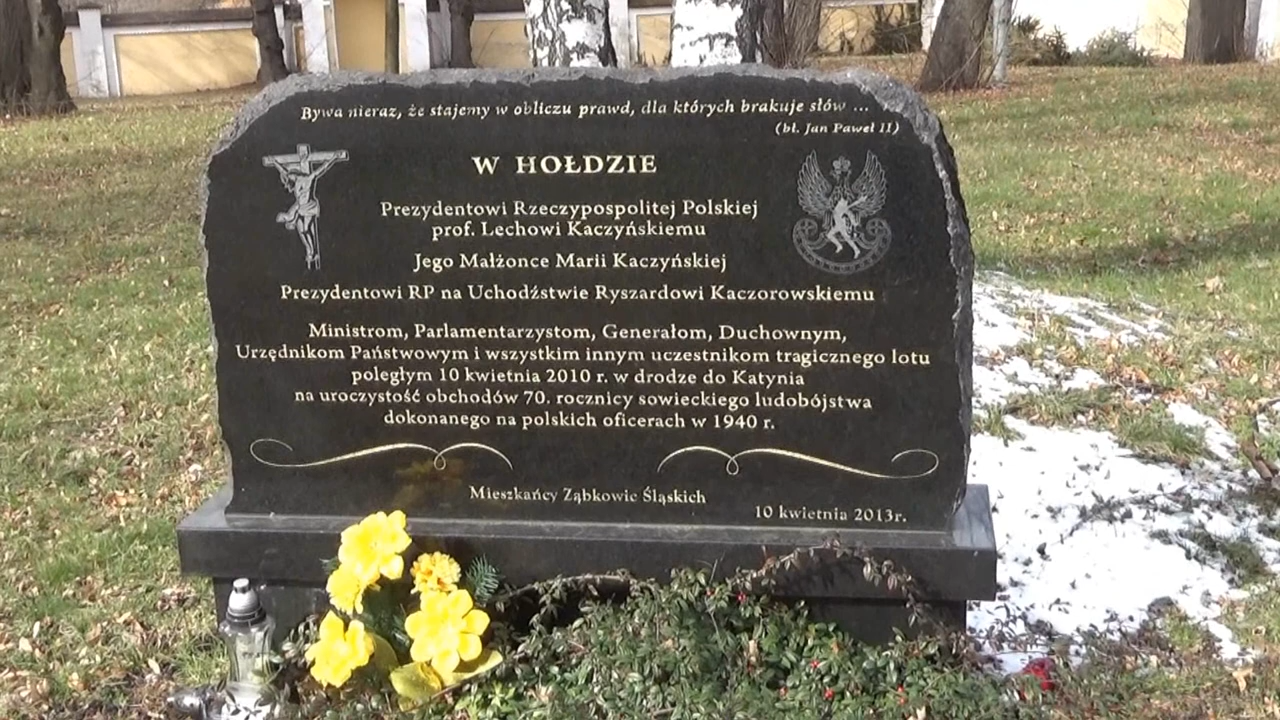 Bywa nieraz, że stajemy w obliczu prawd, dla których brakuje słów ...
(bł. Jan Paweł II)
W HOŁDZIE
Prezydentowi Rzeczypospolitej Polskiej
prof. Lechowi Kaczyńskiemu
Jego Małżonce Marii Kaczyńskiej
Prezydentowi RP na Uchodźstwie Ryszardowi Kaczorowskiemu
Ministrom, Parlamentarzystom, Generałom, Duchownym,
Urzędnikom Państwowym i wszystkim innym uczestnikom tragicznego lotu
poległym 10 kwietnia 2010 r. w drodze do Katynia
na uroczystość obchodów 70. rocznicy sowieckiego ludobójstwa
dokonanego na polskich oficerach w 1940 r.
Mieszkańcy Ząbkowic Śląskich
10 kwietnia 2013r.